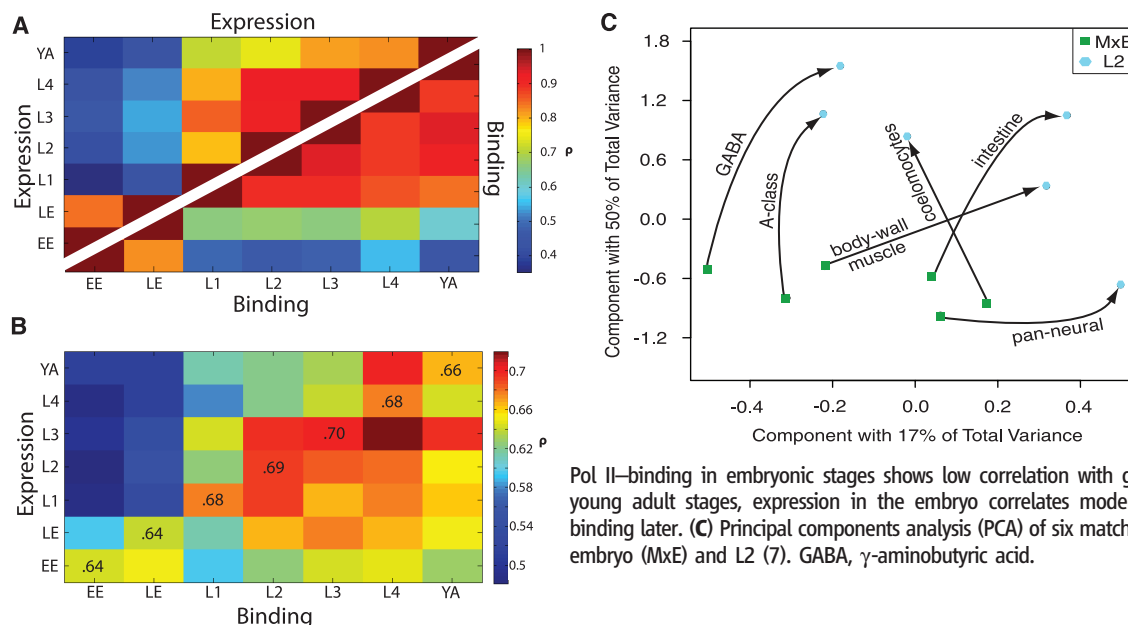 A
Expression
YA
L4
L3
L2
L1
LE
EE
Expression
Binding
EE LE L1 L2 L3 L4 YA
Binding
1
0.9
0.8
0.7
0.6
0.5
0.4
ρ
B
YA
L4
L3
L2
L1
LE
EE
Expression
.66
.68
.70
.69
.68
.64
.64
EE LE L1 L2 L3 L4 YA
Binding
0.7
0.66
0.62
0.58
0.54
0.5
ρ
C
MxE
L2
1.8
1.2
0.6
0.0
-0.6
-1.2
Component with 50% of Total Variance
GABA
A-class
body-wall
muscle
coelomocytes
intestine
pan-neural
-0.4 -0.2 0.0 0.2 0.4
Component with 17% of Total Variance
Pol II–binding in embryonic stages shows low correlation with g
young adult stages, expression in the embryo correlates mode
binding later. (C) Principal components analysis (PCA) of six match
embryo (MxE) and L2 (7). GABA, γ-aminobutyric acid.